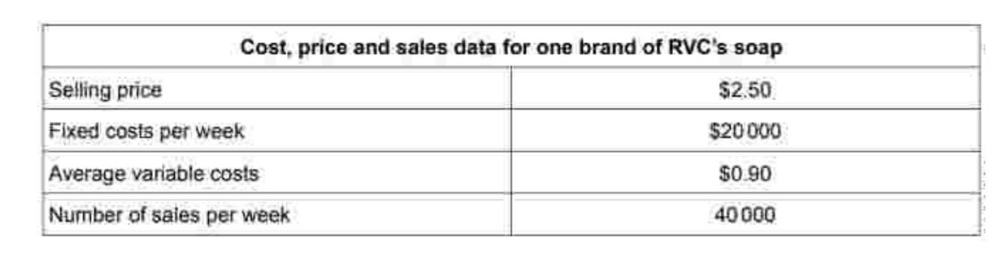 Cost, price and sales data for one brand of RVC's soap
Selling price $2.50
Fixed costs per week $20 000
Average variable costs $0.90
Number of sales per week 40 000